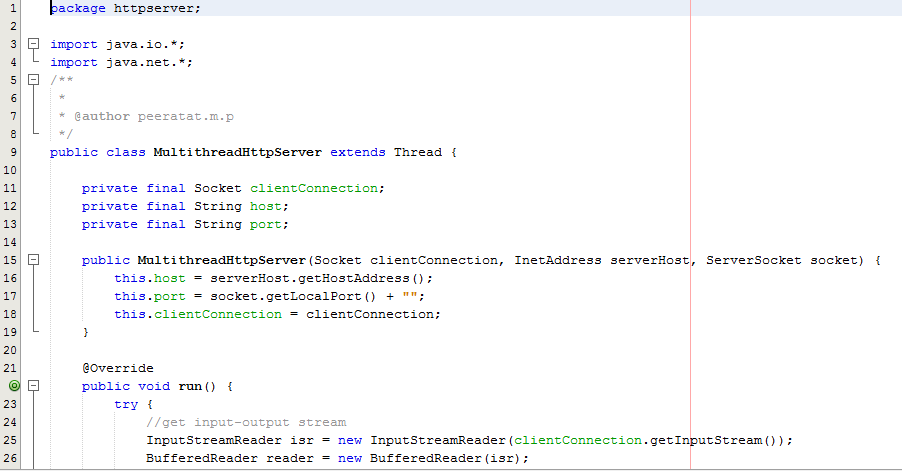 1 package httpserver;
2
3 import java.io.*;
4 import java.net.*;
5 /**
6  *
7  * @author peeratat.m.p
8  */
9 public class MultithreadHttpServer extends Thread {
10
11     private final Socket clientConnection;
12     private final String host;
13     private final String port;
14
15     public MultithreadHttpServer(Socket clientConnection, InetAddress serverHost, ServerSocket socket) {
16         this.host = serverHost.getHostAddress();
17         this.port = socket.getLocalPort() + "";
18         this.clientConnection = clientConnection;
19     }
20
21     @Override
    public void run() {
23         try {
24             //get input-output stream
25             InputStreamReader isr = new InputStreamReader(clientConnection.getInputStream());
26             BufferedReader reader = new BufferedReader(isr);